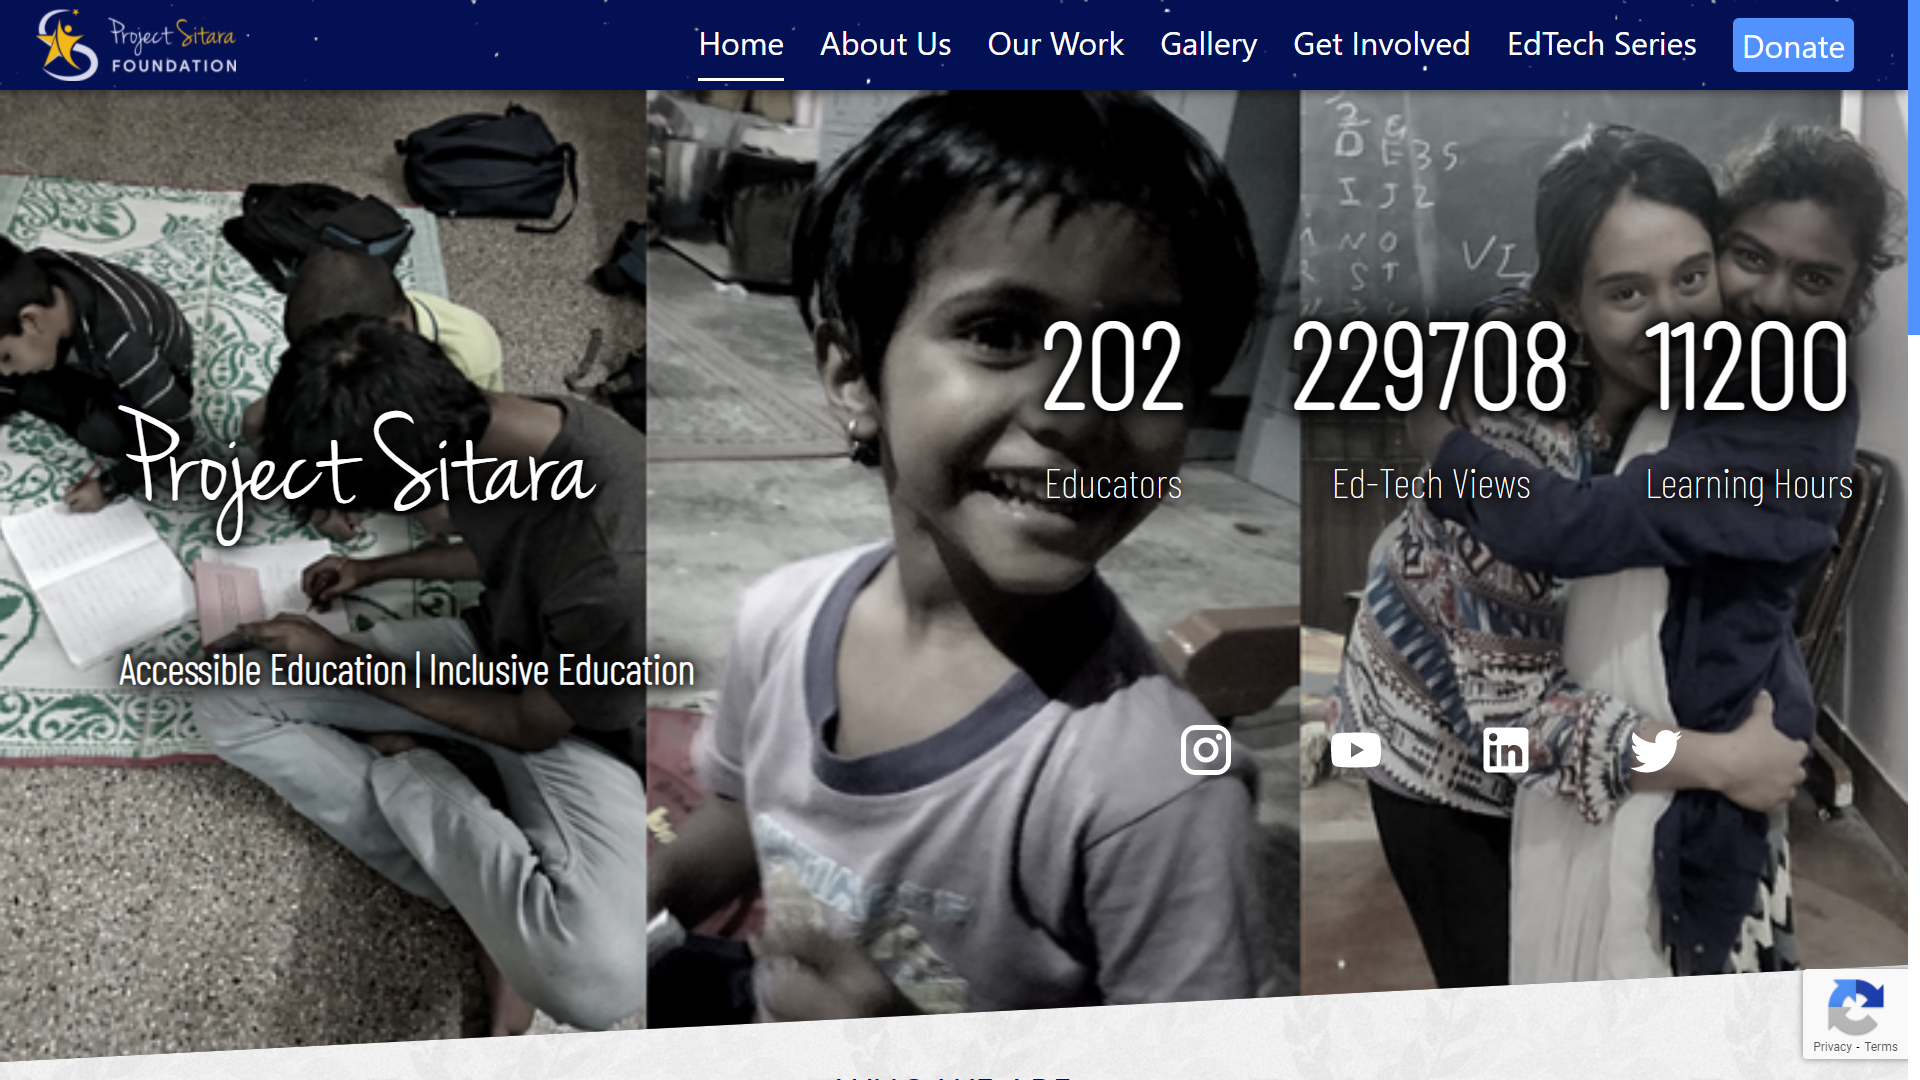 Project Sitara
FOUNDATION
Home
About Us
Our Work
Gallery
Get Involved
EdTech Series
Donate
202
229708
11200
Educators
Ed-Tech Views
Learning Hours
Project Sitara
Accessible Education | Inclusive Education
Privacy - Terms